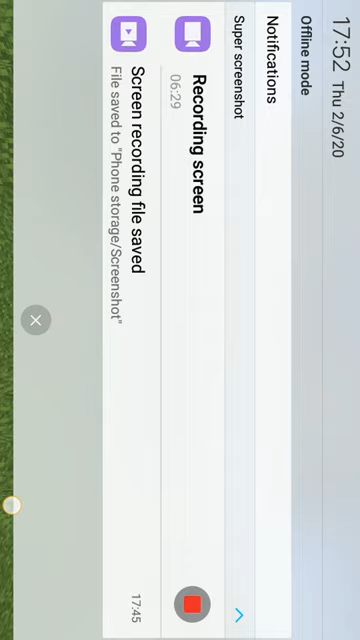 17:52 Thu 2/6/20
Offline mode
Notifications
Super screenshot
Recording screen
06:29
Screen recording file saved
17:45
File saved to "Phone storage/Screenshot"